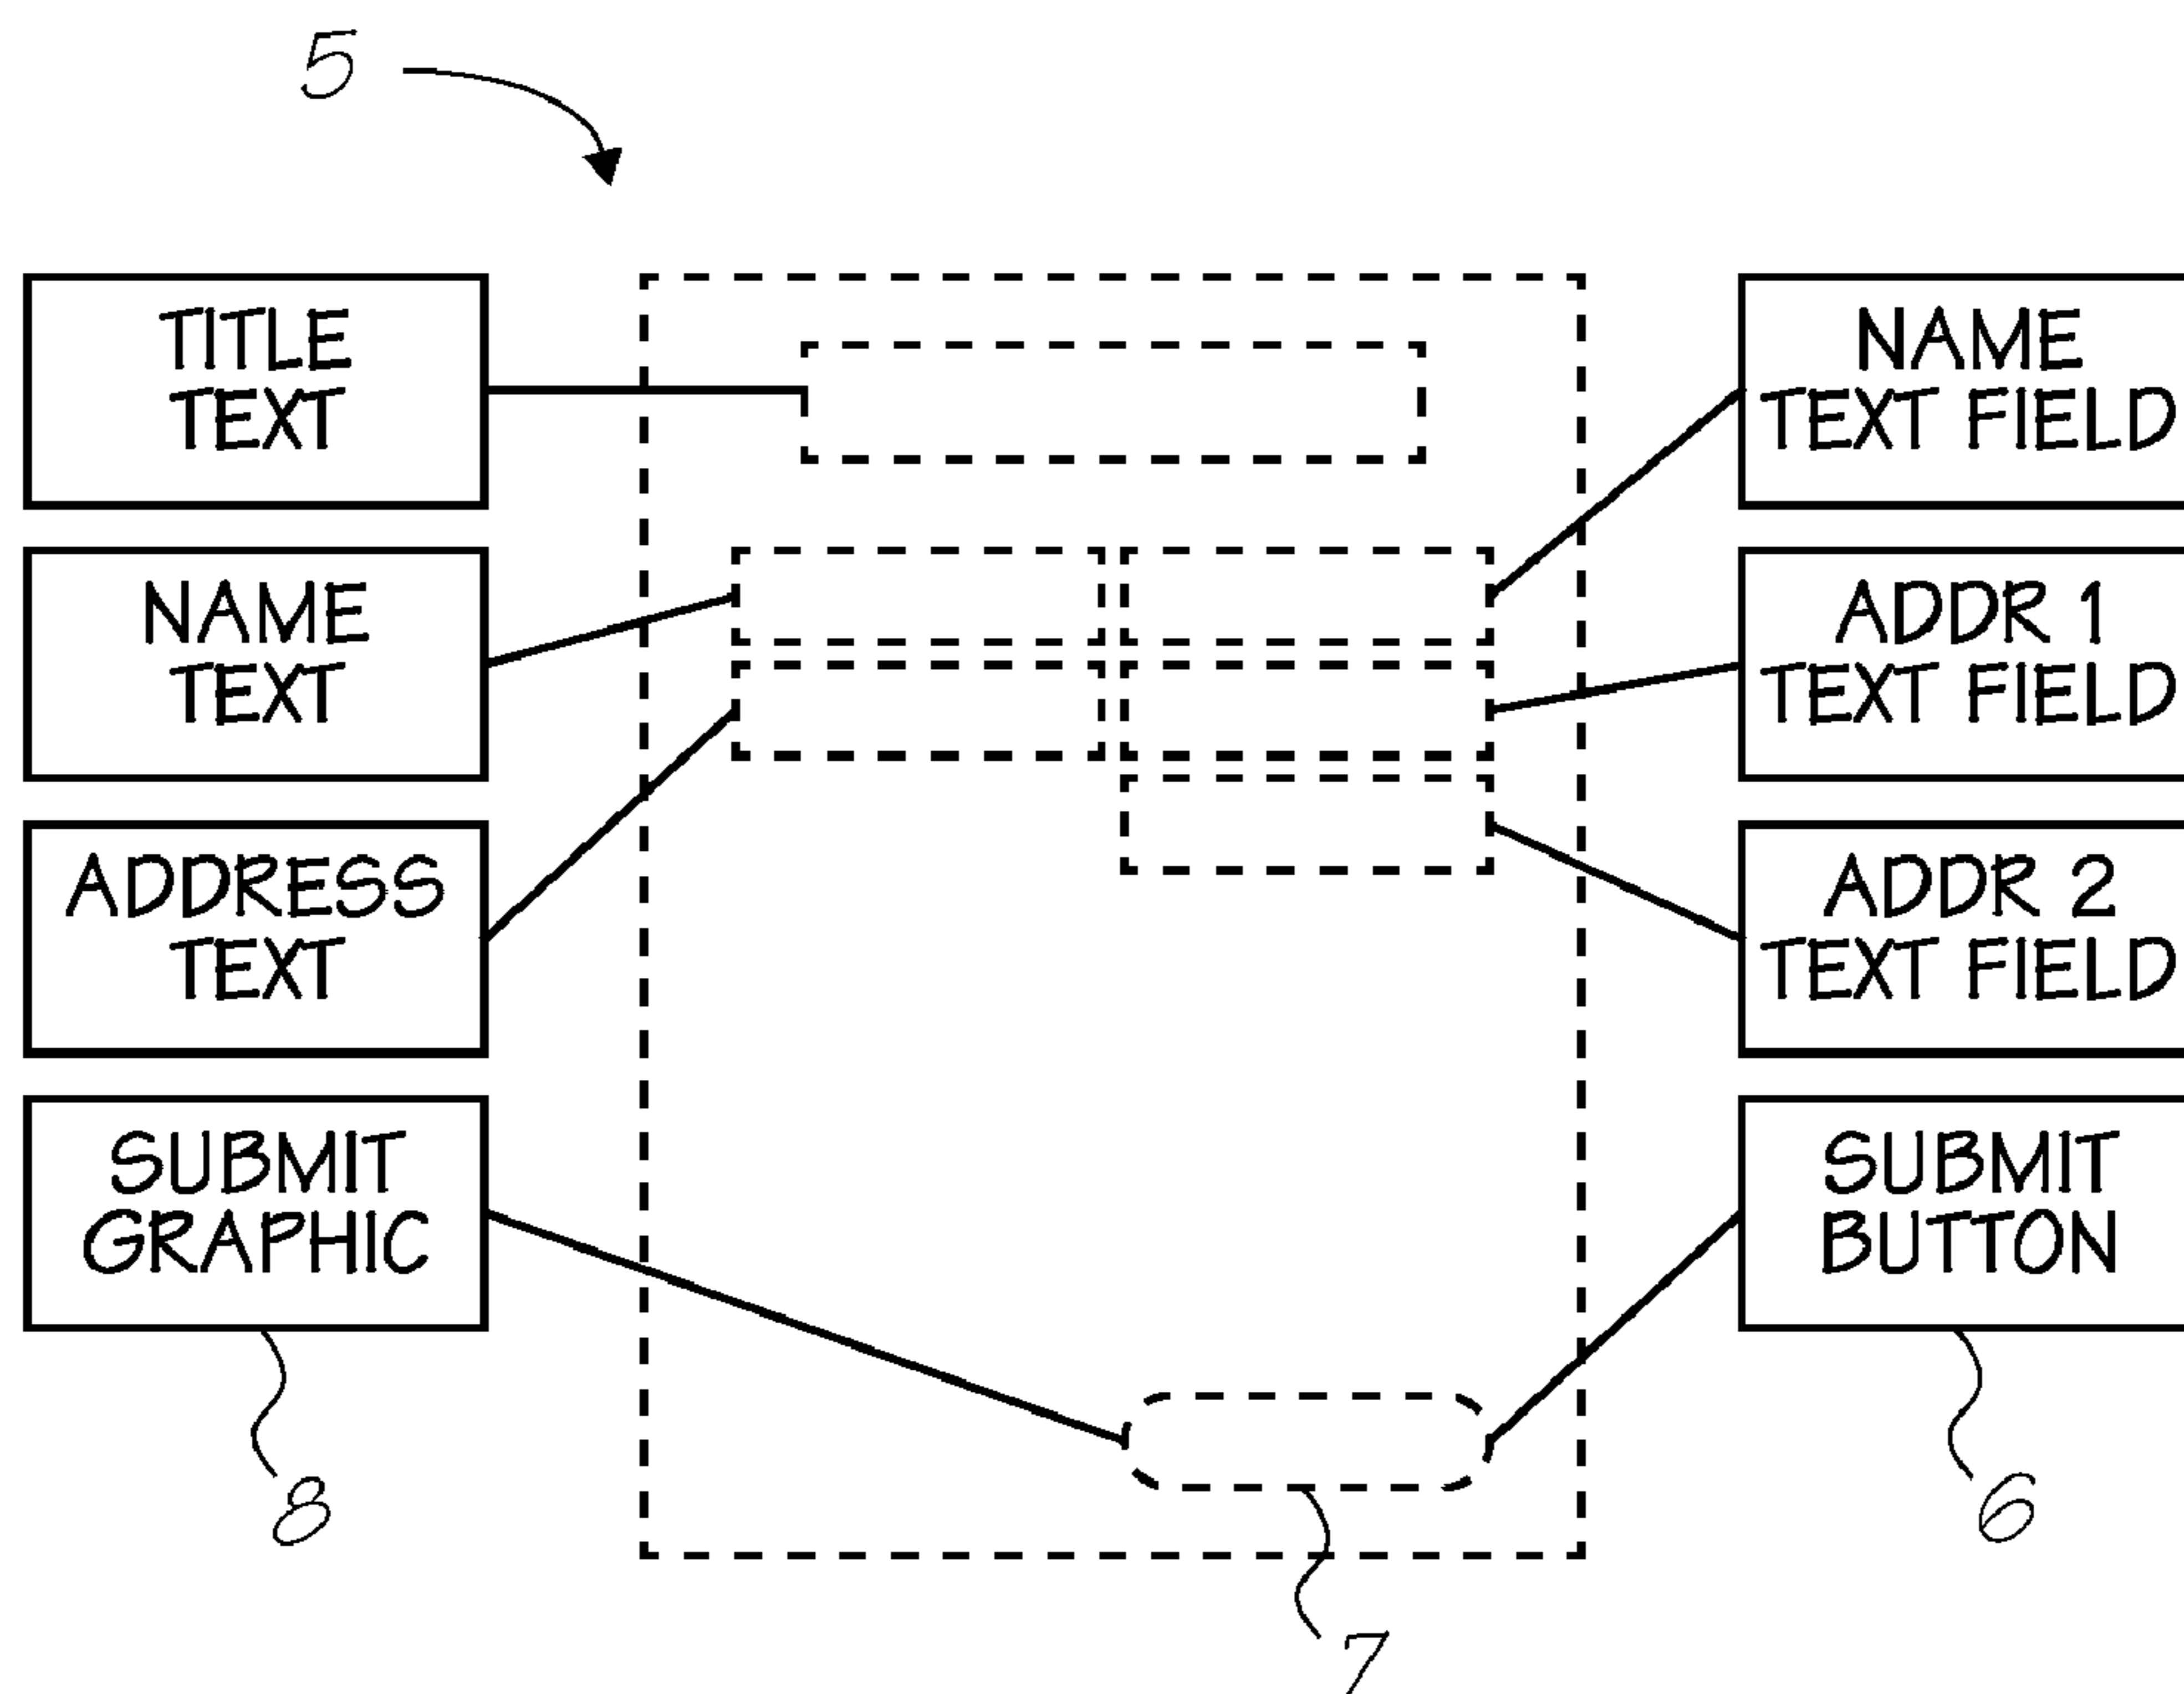 5
TITLE
TEXT
NAME
TEXT
ADDRESS
TEXT
SUBMIT
GRAPHIC
8
NAME
TEXT FIELD
ADDR 1
TEXT FIELD
ADDR 2
TEXT FIELD
SUBMIT
BUTTON
6
7